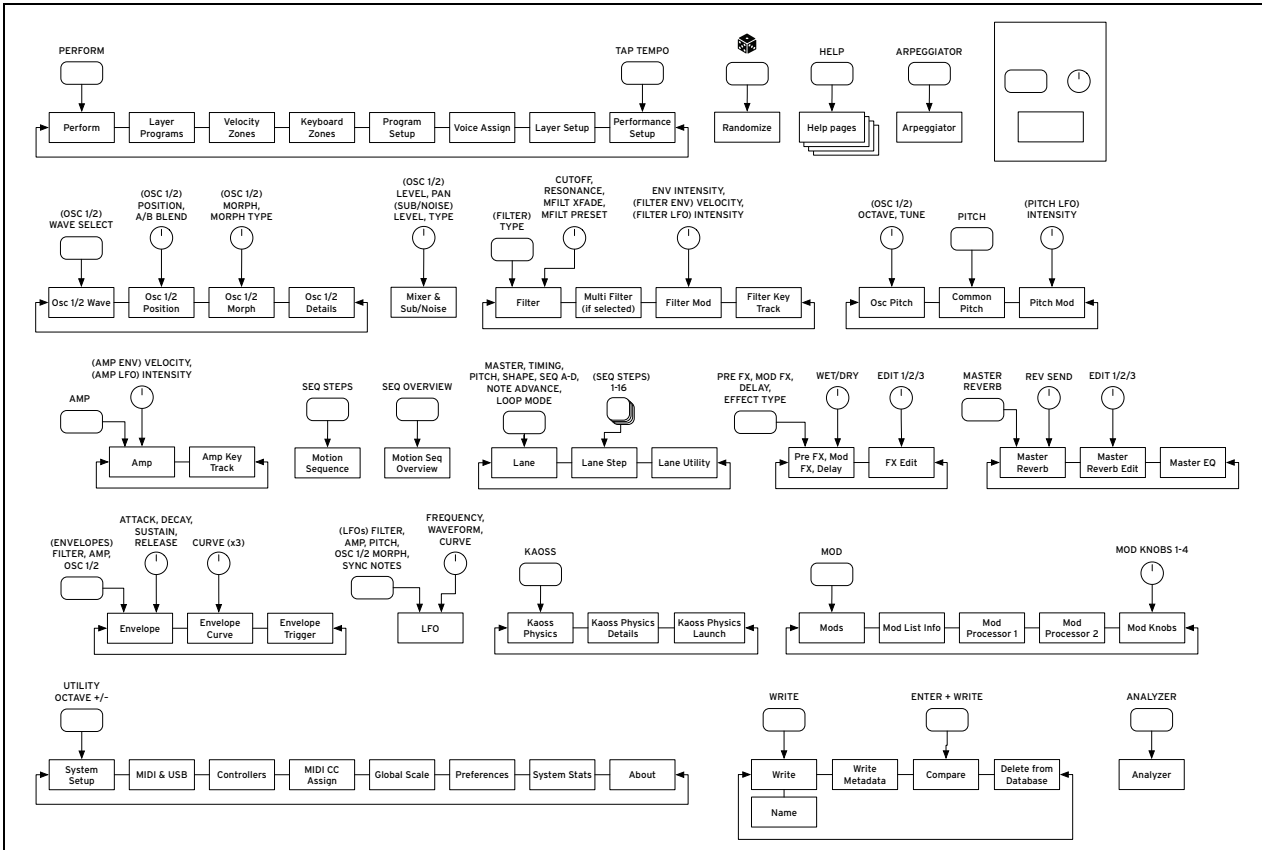 PERFORM
TAP TEMPO
HELP
ARPEGGIATOR
Perform
Layer
Programs
Velocity
Zones
Keyboard
Zones
Program
Setup
Voice Assign
Layer Setup
Performance
Setup
Randomize
Help pages
Arpeggiator
(OSC 1/2)
WAVE SELECT
(OSC 1/2)
POSITION,
A/B BLEND
(OSC 1/2)
MORPH,
MORPH TYPE
(OSC 1/2)
LEVEL, PAN
(SUB/NOISE)
LEVEL, TYPE
(FILTER)
TYPE
CUTOFF,
RESONANCE,
MFILT XFADE,
MFILT PRESET
ENV INTENSITY,
(FILTER ENV) VELOCITY,
(FILTER LFO) INTENSITY
(OSC 1/2)
OCTAVE, TUNE
PITCH
(PITCH LFO)
INTENSITY
Osc 1/2 Wave
Osc 1/2
Position
Osc 1/2
Morph
Osc 1/2
Details
Mixer &
Sub/Noise
Filter
Multi Filter
(if selected)
Filter Mod
Filter Key
Track
Osc Pitch
Common
Pitch
Pitch Mod
AMP
(AMP ENV) VELOCITY,
(AMP LFO) INTENSITY
SEQ STEPS
SEQ OVERVIEW
MASTER, TIMING,
PITCH, SHAPE, SEQ A-D,
NOTE ADVANCE,
LOOP MODE
(SEQ STEPS)
1-16
PRE FX, MOD FX,
DELAY,
EFFECT TYPE
WET/DRY
EDIT 1/2/3
MASTER
REVERB
REV SEND
EDIT 1/2/3
Amp
Amp Key
Track
Motion
Sequence
Motion Seq
Overview
Lane
Lane Step
Lane Utility
Pre FX, Mod
FX, Delay
FX Edit
Master
Reverb
Master
Reverb Edit
Master EQ
(ENVELOPES)
FILTER, AMP,
OSC 1/2
ATTACK, DECAY,
SUSTAIN,
RELEASE
CURVE (x3)
(LFOs) FILTER,
AMP, PITCH,
OSC 1/2 MORPH,
SYNC NOTES
FREQUENCY,
WAVEFORM,
CURVE
KAOSS
MOD
MOD KNOBS 1-4
Envelope
Envelope
Curve
Envelope
Trigger
LFO
Kaoss
Physics
Kaoss Physics
Details
Kaoss Physics
Launch
Mods
Mod List Info
Mod
Processor 1
Mod
Processor 2
Mod Knobs
UTILITY
OCTAVE +/–
WRITE
ENTER + WRITE
ANALYZER
System
Setup
MIDI & USB
Controllers
MIDI CC
Assign
Global Scale
Preferences
System Stats
About
Write
Write
Metadata
Compare
Delete from
Database
Analyzer
Name